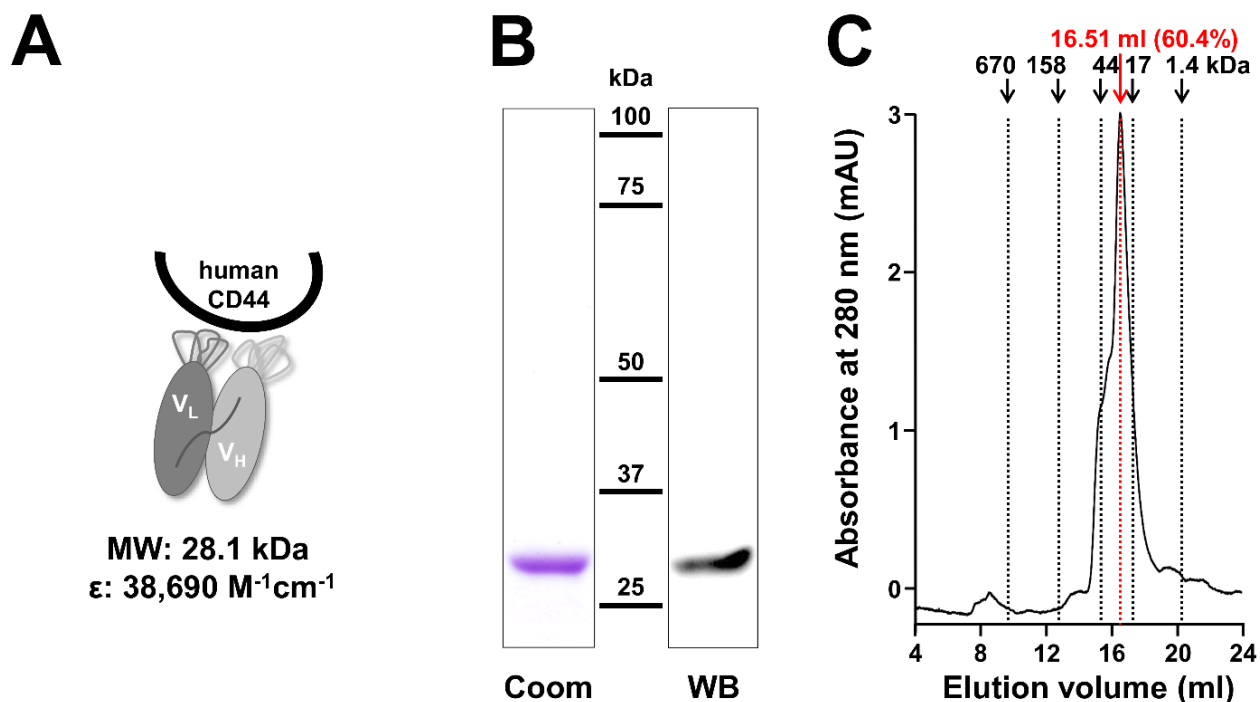 A
human
CD44
V_L
V_H
MW: 28.1 kDa
ε: 38,690 M⁻¹cm⁻¹
B
kDa
100
75
50
37
25
Coom
WB
C
16.51 ml (60.4%)
670 158 44 17 1.4 kDa
Absorbance at 280 nm (mAU)
3
2
1
0
4 8 12 16 20 24
Elution volume (ml)